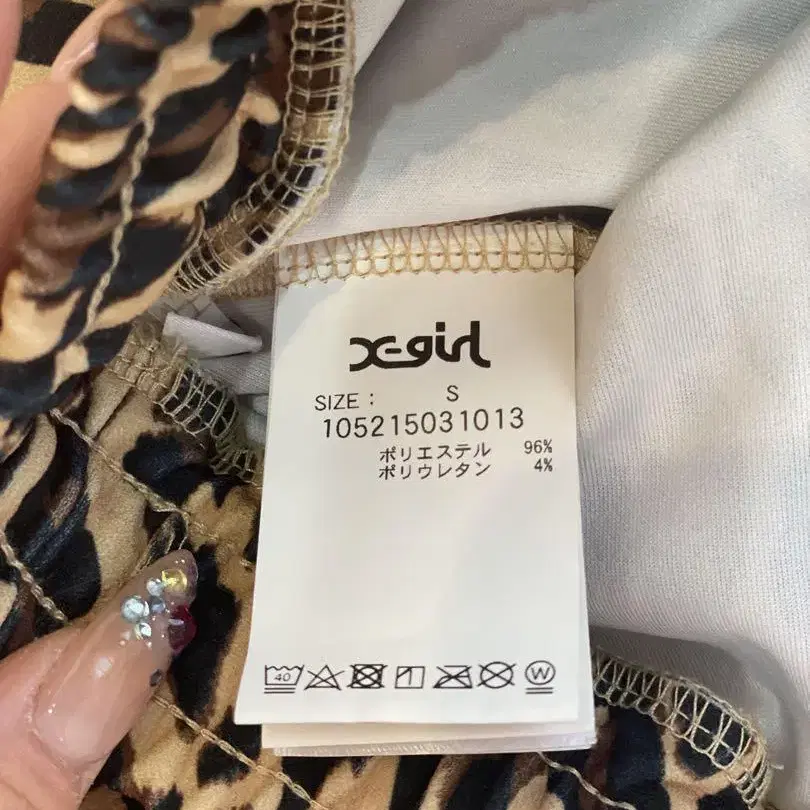 X-girl
SIZE : S
105215031013
ポリエステル 96%
ポリウレタン 4%
40 W